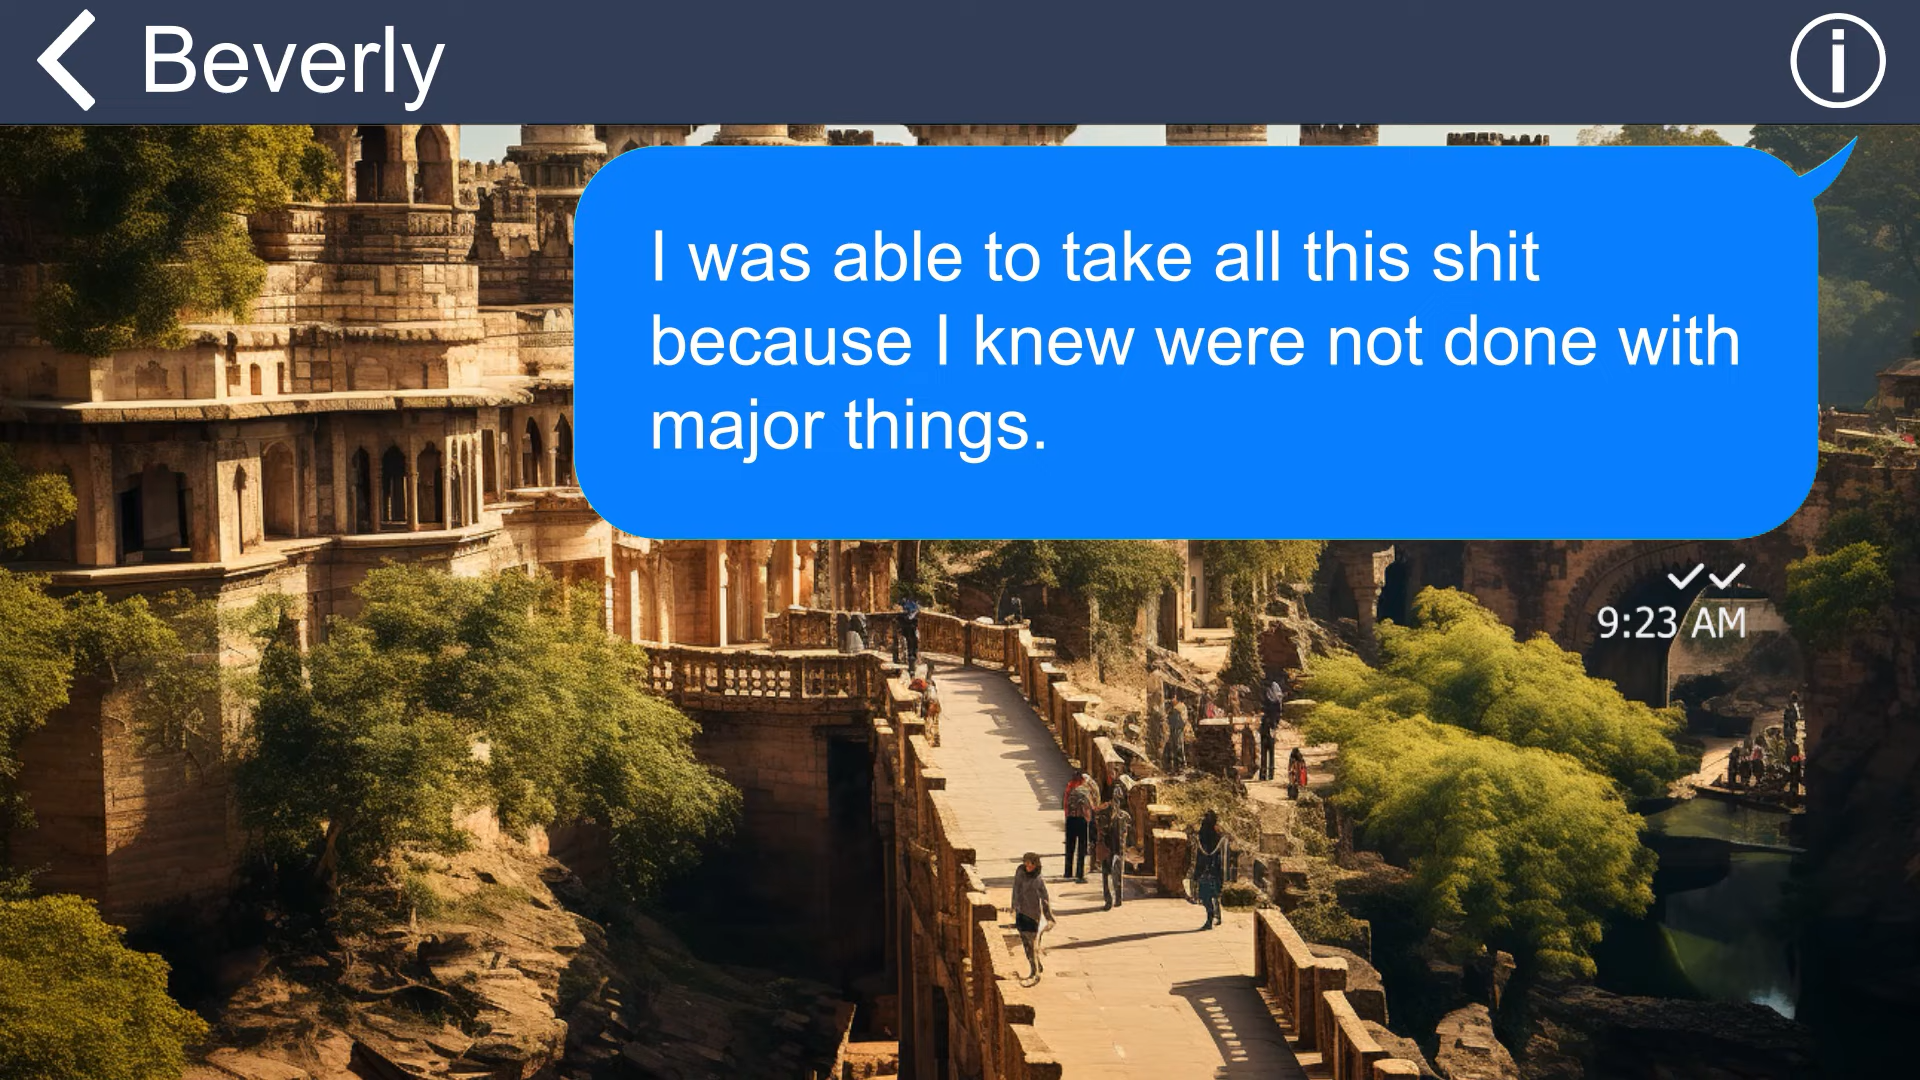 Beverly
I was able to take all this shit
because I knew were not done with
major things.
9:23 AM